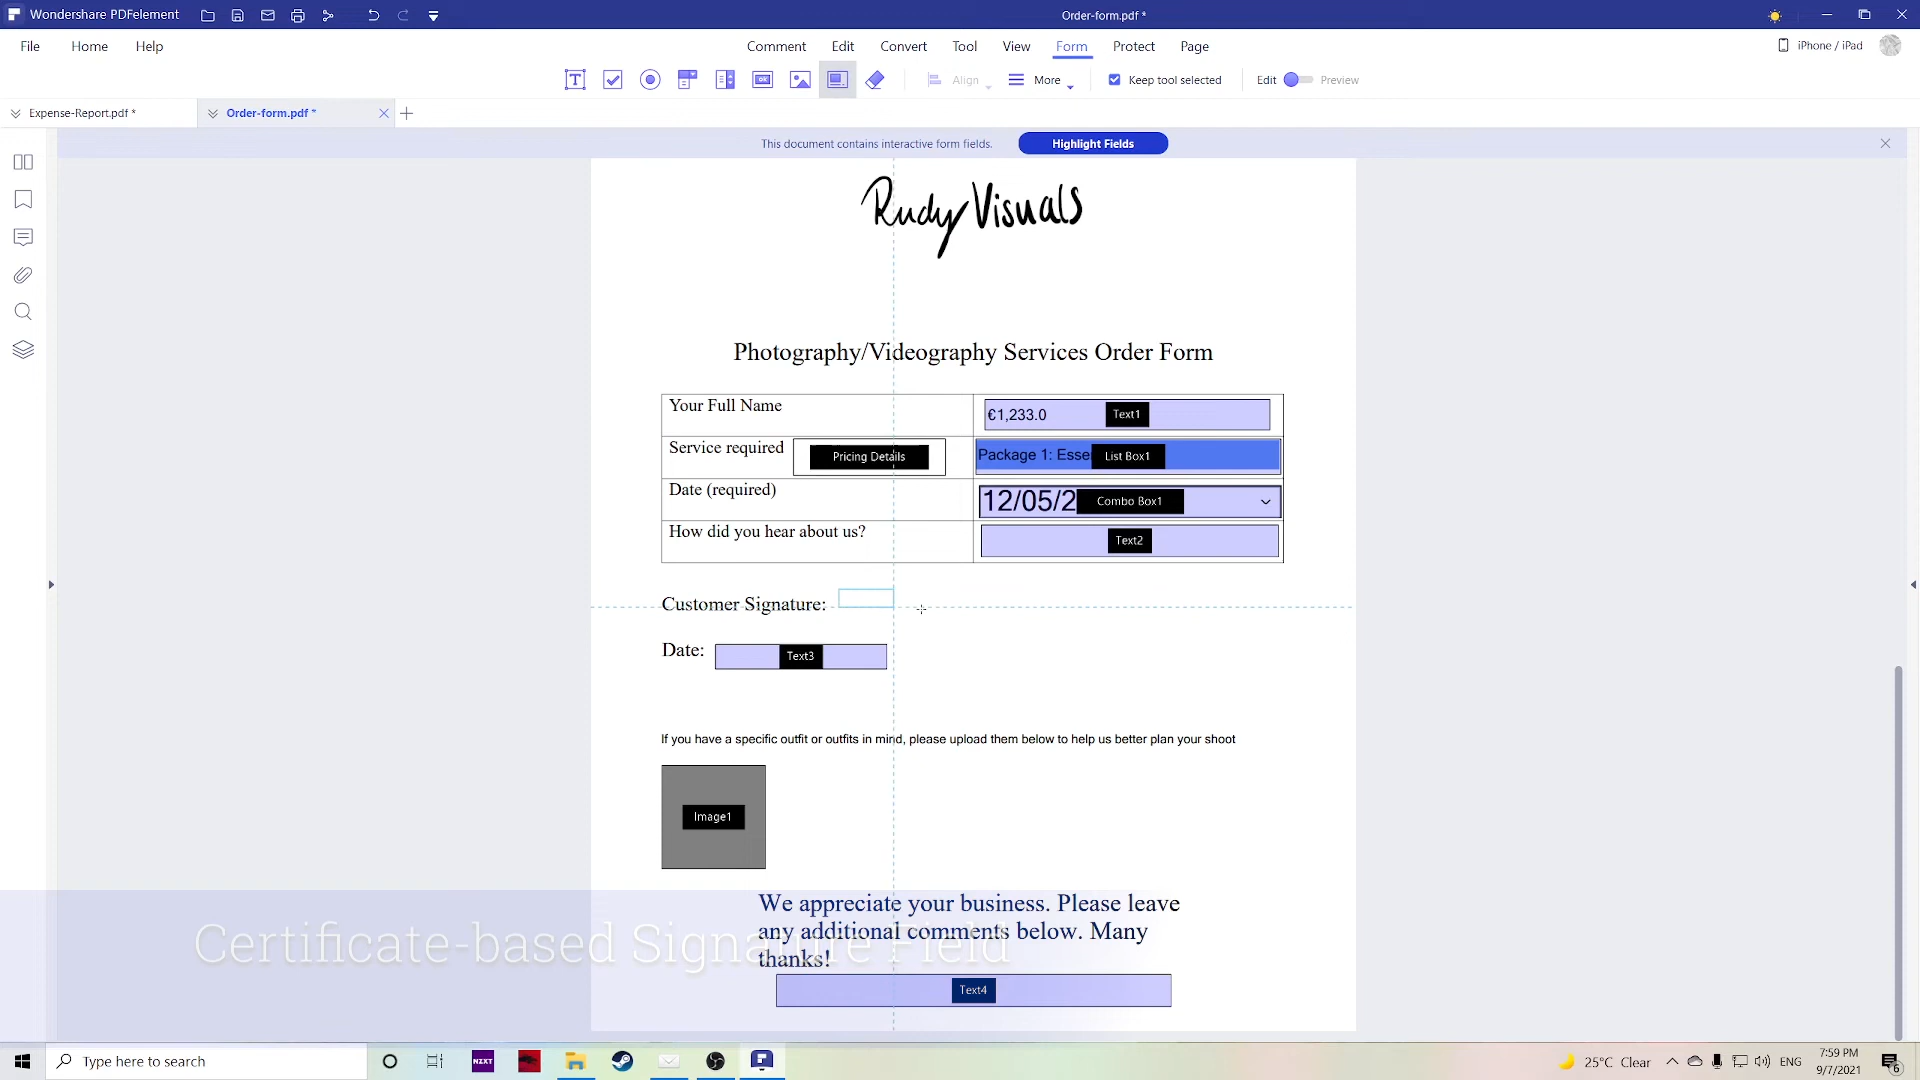 Wondershare PDFelement
Order-form.pdf *
File Home Help
Comment Edit Convert Tool View Form Protect Page
iPhone / iPad
Align More Keep tool selected Edit Preview
Expense-Report.pdf * Order-form.pdf *
This document contains interactive form fields. Highlight Fields
Rudy Visuals
Photography/Videography Services Order Form
Your Full Name €1,233.0 Text1
Service required Pricing Details Package 1: Esse List Box1
Date (required) 12/05/2 Combo Box1
How did you hear about us? Text2
Customer Signature:
Date: Text3
If you have a specific outfit or outfits in mind, please upload them below to help us better plan your shoot
Image1
We appreciate your business. Please leave
any additional comments below. Many
thanks!
Certificate-based Signature Field
Text4
Type here to search
NZXT
25°C Clear
ENG
7:59 PM
9/7/2021
6